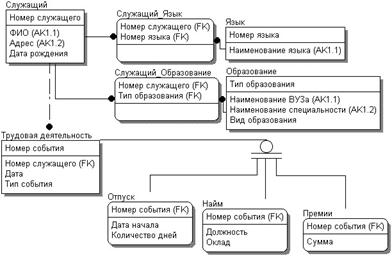 Служащий
Номер служащего
ФИО (AK1.1)
Адрес (AK1.2)
Дата рождения
Служащий_Язык
Номер служащего (FK)
Номер языка (FK)
Язык
Номер языка
Наименование языка (AK1.1)
Служащий_Образование
Номер служащего (FK)
Тип образования (FK)
Образование
Тип образования
Наименование ВУЗа (AK1.1)
Наименование специальности (AK1.2)
Вид образования
Трудовая деятельность
Номер события
Номер служащего (FK)
Дата
Тип события
Отпуск
Номер события (FK)
Дата начала
Количество дней
Найм
Номер события (FK)
Должность
Оклад
Премии
Номер события (FK)
Сумма